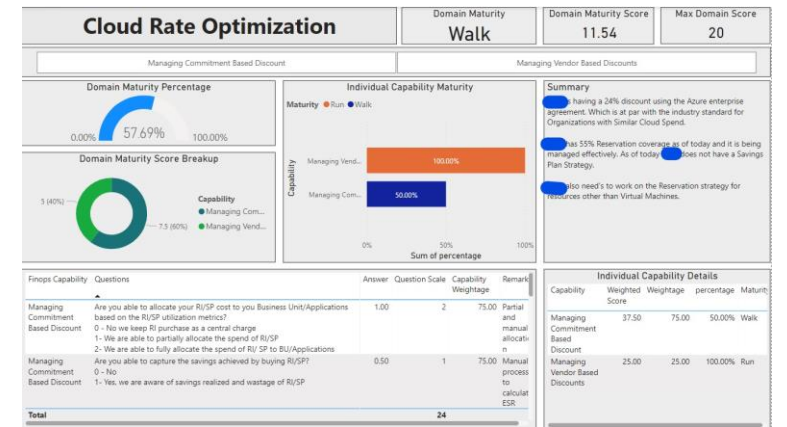 Cloud Rate Optimization
Domain Maturity
Walk
Domain Maturity Score
11.54
Max Domain Score
20
Managing Commitment Based Discount
Managing Vendor Based Discounts
Domain Maturity Percentage
57.69%
0.00%
100.00%
Domain Maturity Score Breakup
5 (40%)
7.5 (60%)
Capability
Managing Com...
Managing Vend...
Individual Capability Maturity
Maturity Run Walk
Capability
Managing Vend...
100.00%
Managing Com...
50.00%
0% 50% 100%
Sum of percentage
Summary
having a 24% discount using the Azure enterprise
agreement. Which is at par with the industry standard for
Organizations with Similar Cloud Spend.
has 55% Reservation coverage as of today and it is being
managed effectively. As of today does not have a Savings
Plan Strategy.
also need's to work on the Reservation strategy for
resources other than Virtual Machines.
Finops Capability Questions Answer Question Scale Capability Remark
Weightage
Managing Are you able to allocate your RI/SP cost to you Business Unit/Applications 1.00 2 75.00 Partial
Commitment based on the RI/SP utilization metrics? and
Based Discount 0 - No we keep RI purchase as a central charge manual
1- We are able to partially allocate the spend of RI/SP allocatio
2- We are able to fully allocate the spend of RI/ SP to BU/Applications n
Managing Are you able to capture the savings achieved by buying RI/SP? 0.50 1 75.00 Manual
Commitment 0 - No process
Based Discount 1- Yes, we are aware of savings realized and wastage of RI/SP to
calculat
ESR
Total 24
Individual Capability Details
Capability Weighted Weightage percentage Maturity
Score
Managing 37.50 75.00 50.00% Walk
Commitment
Based
Discount
Managing 25.00 25.00 100.00% Run
Vendor Based
Discounts